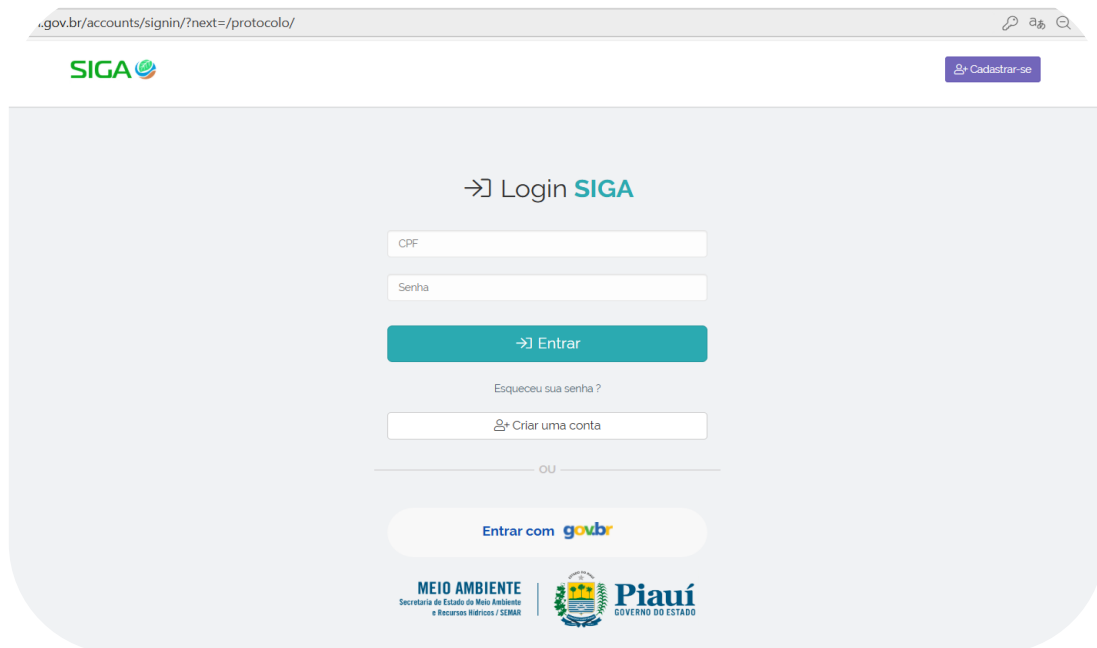 .gov.br/accounts/signin/?next=/protocolo/
SIGA
Cadastrar-se
Login SIGA
CPF
Senha
Entrar
Esqueceu sua senha ?
Criar uma conta
OU
Entrar com gov.br
MEIO AMBIENTE
Secretaria de Estado do Meio Ambiente
e Recursos Hídricos / SEMAR
Piauí
GOVERNO DO ESTADO